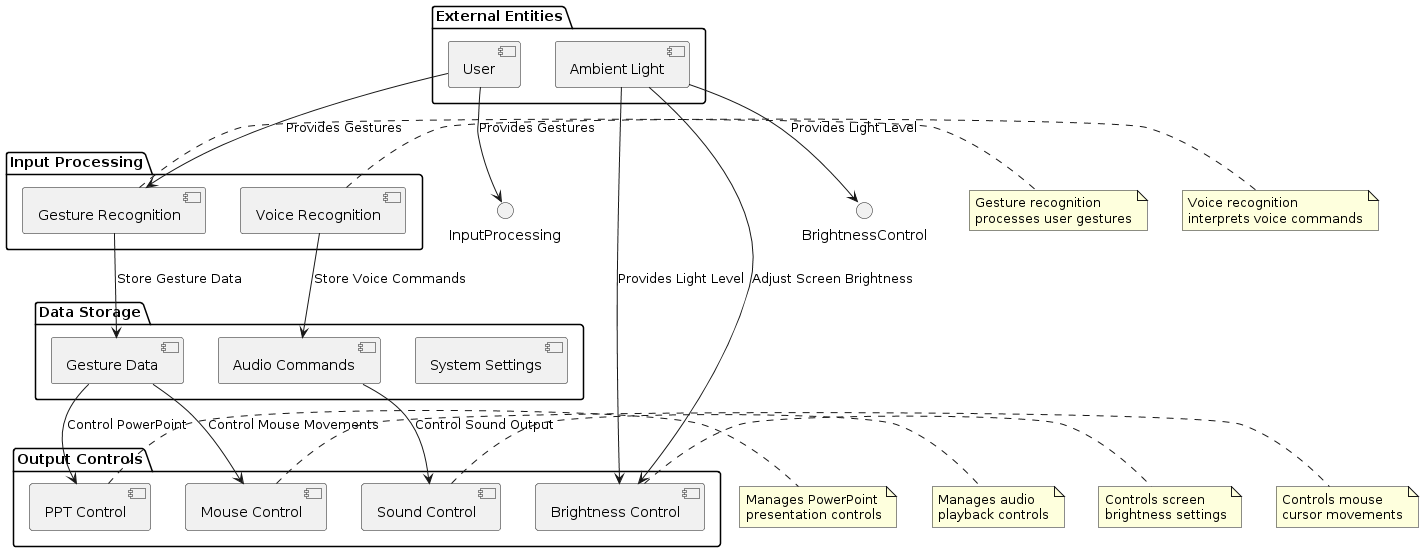 External Entities
User
Ambient Light
Provides Gestures
Provides Gestures
Provides Light Level
Input Processing
Gesture Recognition
Voice Recognition
InputProcessing
BrightnessControl
Gesture recognition
processes user gestures
Voice recognition
interprets voice commands
Store Gesture Data
Store Voice Commands
Provides Light Level
Adjust Screen Brightness
Data Storage
Gesture Data
Audio Commands
System Settings
Control PowerPoint
Control Mouse Movements
Control Sound Output
Output Controls
PPT Control
Mouse Control
Sound Control
Brightness Control
Manages PowerPoint
presentation controls
Manages audio
playback controls
Controls screen
brightness settings
Controls mouse
cursor movements